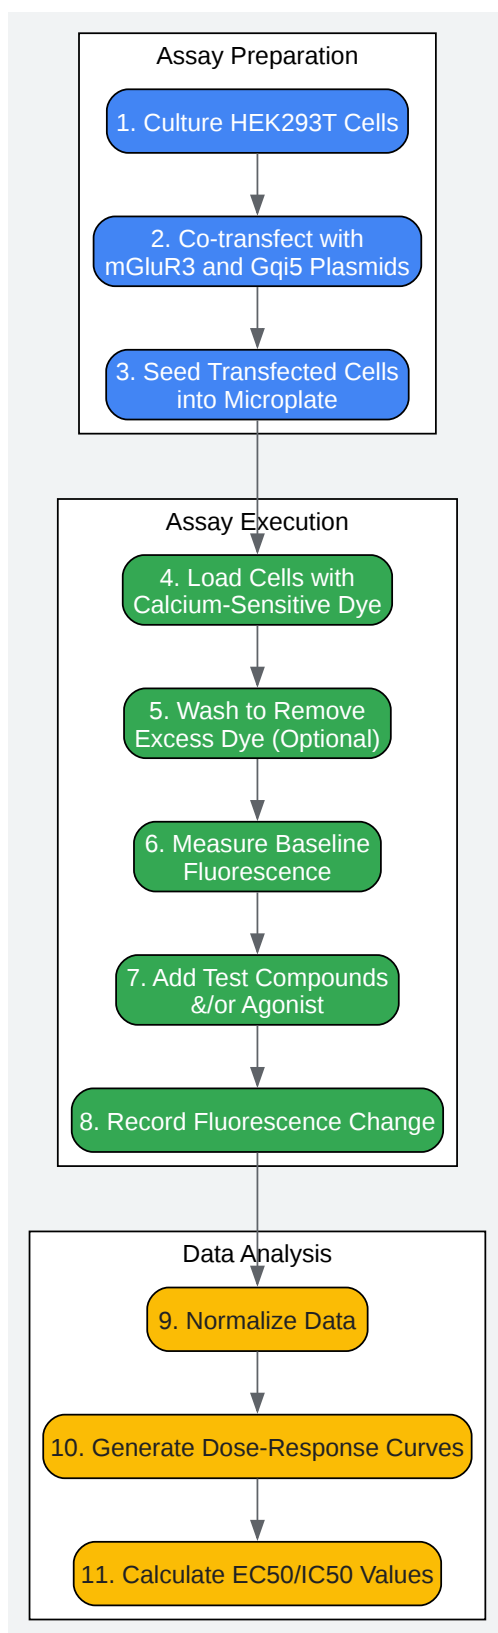 Assay Preparation
1. Culture HEK293T Cells
2. Co-transfect with
mGluR3 and Gqi5 Plasmids
3. Seed Transfected Cells
into Microplate
Assay Execution
4. Load Cells with
Calcium-Sensitive Dye
5. Wash to Remove
Excess Dye (Optional)
6. Measure Baseline
Fluorescence
7. Add Test Compounds
&/or Agonist
8. Record Fluorescence Change
Data Analysis
9. Normalize Data
10. Generate Dose-Response Curves
11. Calculate EC50/IC50 Values